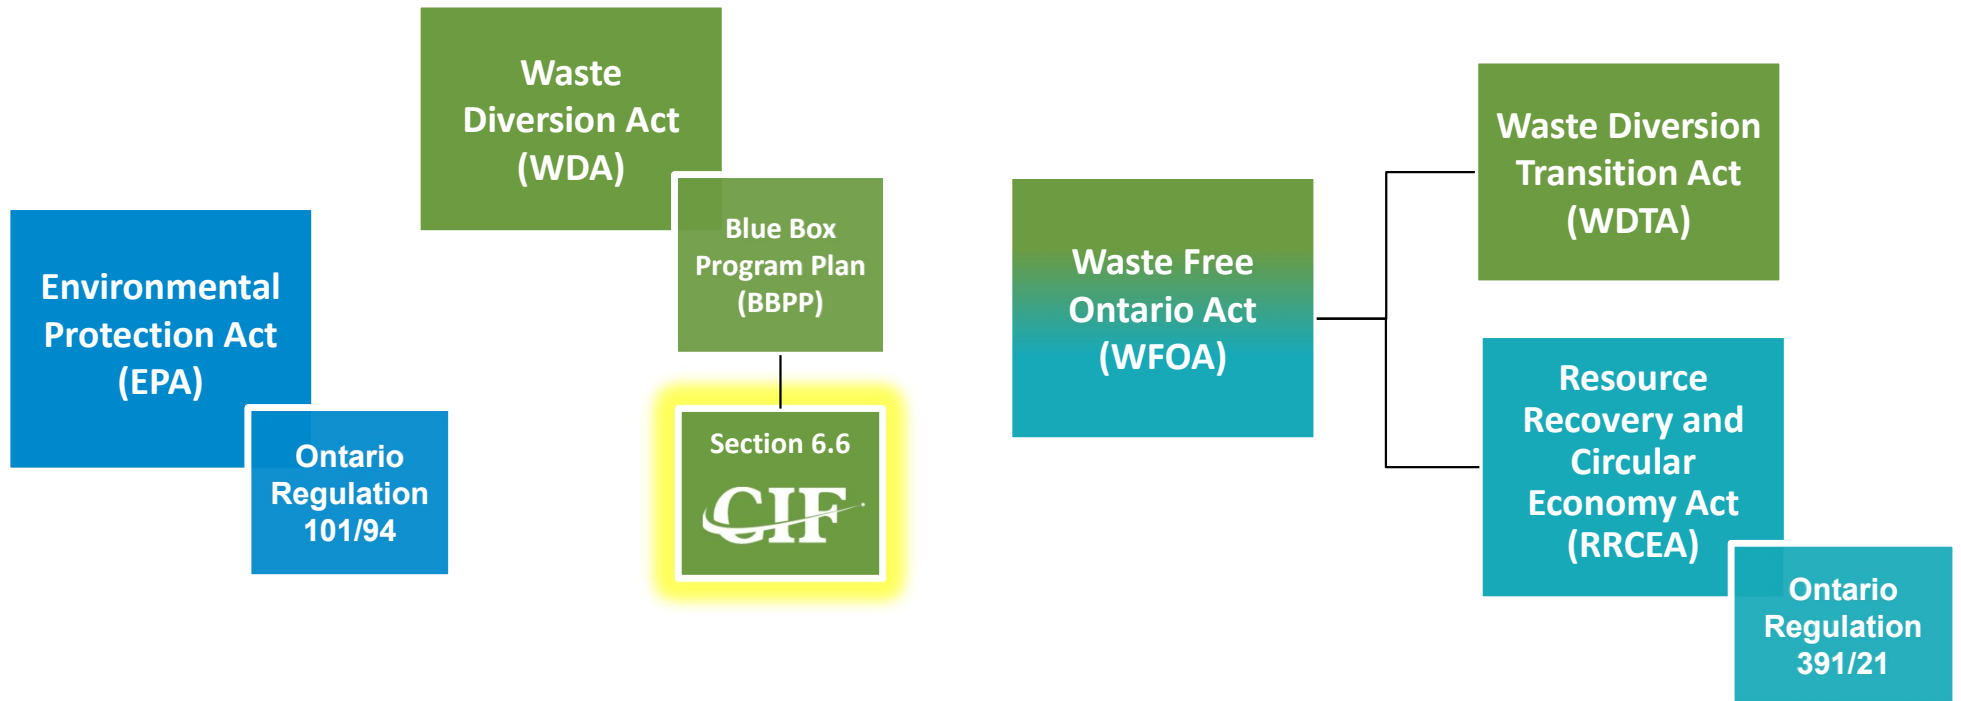 Environmental
Protection Act
(EPA)
Ontario
Regulation
101/94
Waste
Diversion Act
(WDA)
Blue Box
Program Plan
(BBPP)
Section 6.6
CIF
Waste Free
Ontario Act
(WFOA)
Waste Diversion
Transition Act
(WDTA)
Resource
Recovery and
Circular
Economy Act
(RRCEA)
Ontario
Regulation
391/21